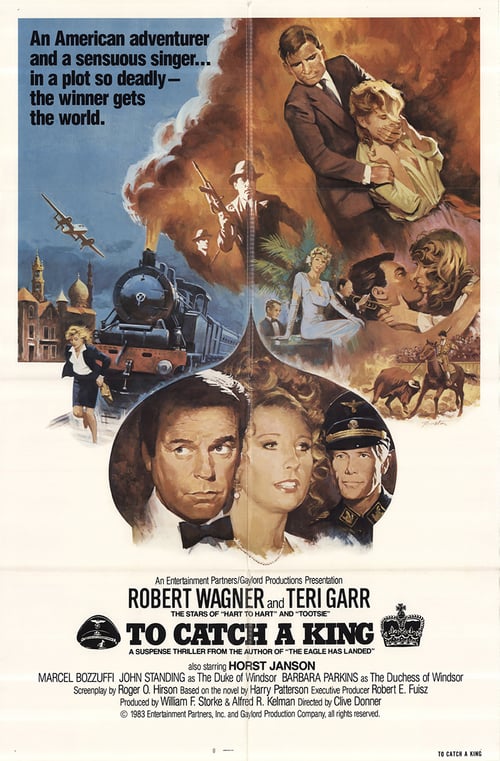 An American adventurer
and a sensuous singer...
in a plot so deadly—
the winner gets
the world.
An Entertainment Partners/Gaylord Productions Presentation
ROBERT WAGNER and TERI GARR
THE STARS OF "HART TO HART" AND "TOOTSIE"
TO CATCH A KING
A SUSPENSE THRILLER FROM THE AUTHOR OF "THE EAGLE HAS LANDED"
also starring HORST JANSON
MARCEL BOZZUFFI JOHN STANDING as The Duke of Windsor BARBARA PARKINS as The Duchess of Windsor
Screenplay by Roger O. Hirson Based on the novel by Harry Patterson Executive Producer Robert E. Fuisz
Produced by William F. Storke & Alfred R. Kelman Directed by Clive Donner
© 1983 Entertainment Partners, Inc. and Gaylord Production Company, all rights reserved.
TO CATCH A KING